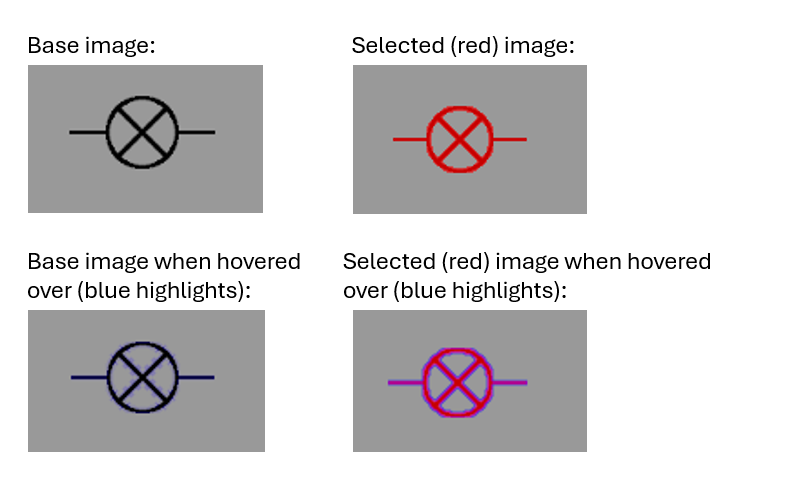 Base image:
Selected (red) image:
Base image when hovered
over (blue highlights):
Selected (red) image when hovered
over (blue highlights):